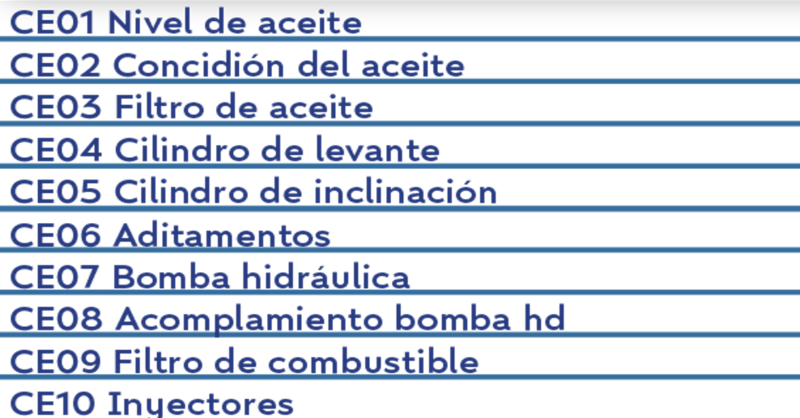 CE01 Nivel de aceite
CE02 Concidión del aceite
CE03 Filtro de aceite
CE04 Cilindro de levante
CE05 Cilindro de inclinación
CE06 Aditamentos
CE07 Bomba hidráulica
CE08 Acomplamiento bomba hd
CE09 Filtro de combustible
CE10 Inyectores